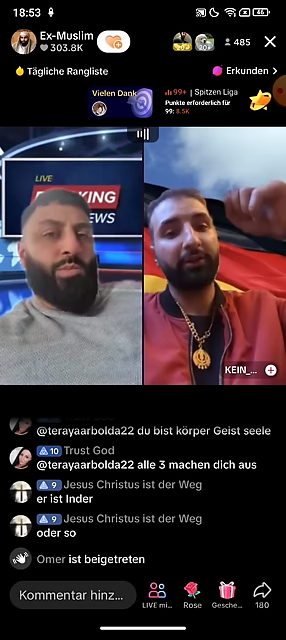 18:53
46
Ex-Muslim
303.8K
20+
485
Tägliche Rangliste
Erkunden
Vielen Dank
99+ | Spitzen Liga
Punkte erforderlich für
99: 8.5K
LIVE
BREAKING
NEWS
KEIN_...
@terayaarbolda22 du bist körper Geist seele
10 Trust God
@terayaarbolda22 alle 3 machen dich aus
9 Jesus Christus ist der Weg
er ist Inder
9 Jesus Christus ist der Weg
oder so
Omer ist beigetreten
Kommentar hinz...
LIVE mi...
Rose
Gesche...
180